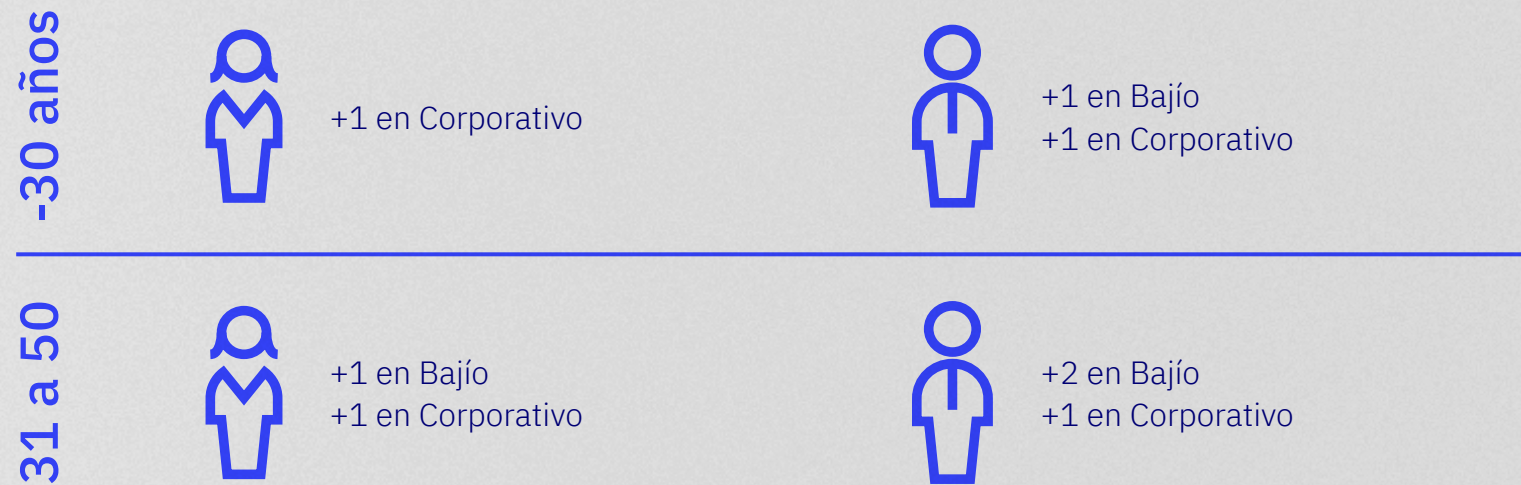 -30 años
+1 en Corporativo
+1 en Bajío
+1 en Corporativo
31 a 50
+1 en Bajío
+1 en Corporativo
+2 en Bajío
+1 en Corporativo